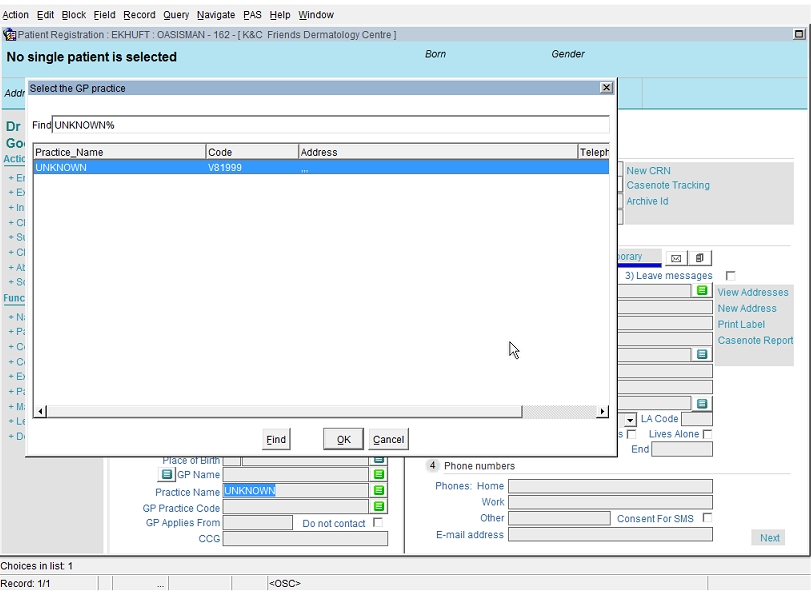 Action Edit Block Field Record Query Navigate PAS Help Window
Patient Registration : EKHUFT : OASISMAN - 162 - [ K&C Friends Dermatology Centre ]
No single patient is selected
Born
Gender
Addr
Select the GP practice
Find UNKNOWN%
Practice_Name Code Address Teleph
UNKNOWN V81999 ,,,
Find OK Cancel
Dr
Go
Actio
+ Er
+ Ex
+ In
+ Cl
+ Su
+ Cl
+ Ab
+ Sc
Func
+ Na
+ Pa
+ Co
+ Co
+ Ex
+ Pa
+ Ma
+ Le
+ De
New CRN
Casenote Tracking
Archive Id
porary
3) Leave messages
View Addresses
New Address
Print Label
Casenote Report
LA Code
s Lives Alone
End
Place of Birth
GP Name
Practice Name UNKNOWN
GP Practice Code
GP Applies From Do not contact
CCG
4 Phone numbers
Phones: Home
Work
Other Consent For SMS
E-mail address
Next
Choices in list: 1
Record: 1/1 ... <OSC>